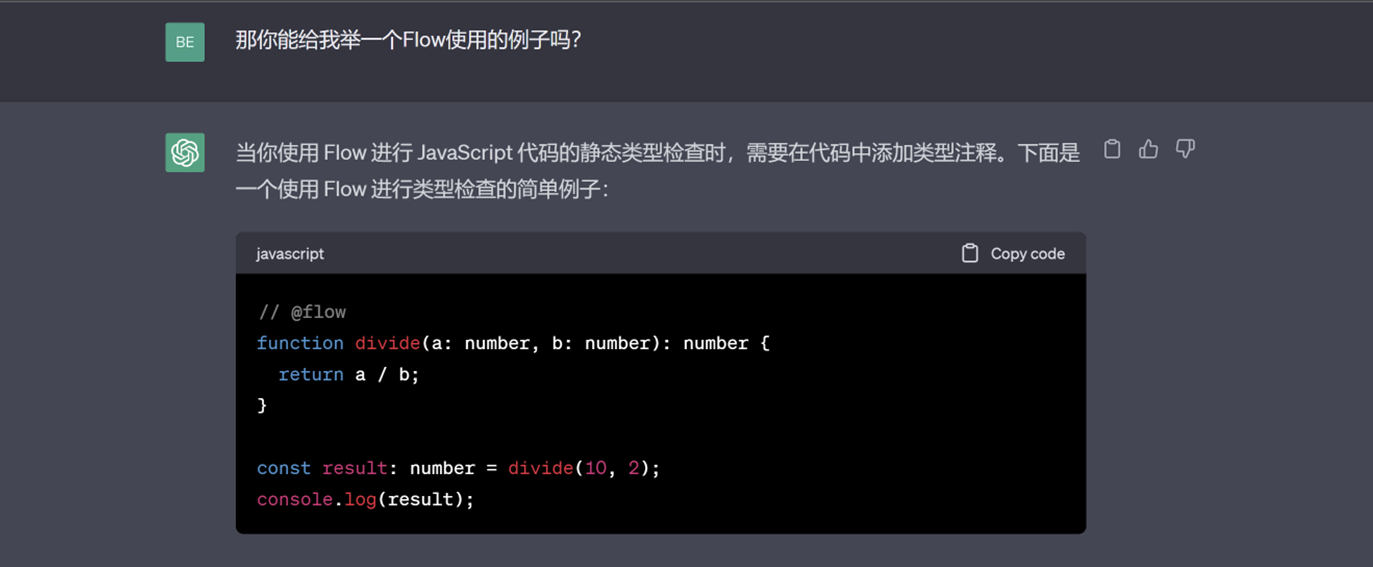 BE
那你能给我举一个Flow使用的例子吗？
当你使用 Flow 进行 JavaScript 代码的静态类型检查时，需要在代码中添加类型注释。下面是
一个使用 Flow 进行类型检查的简单例子：
javascript
Copy code
// @flow
function divide(a: number, b: number): number {
  return a / b;
}
const result: number = divide(10, 2);
console.log(result);